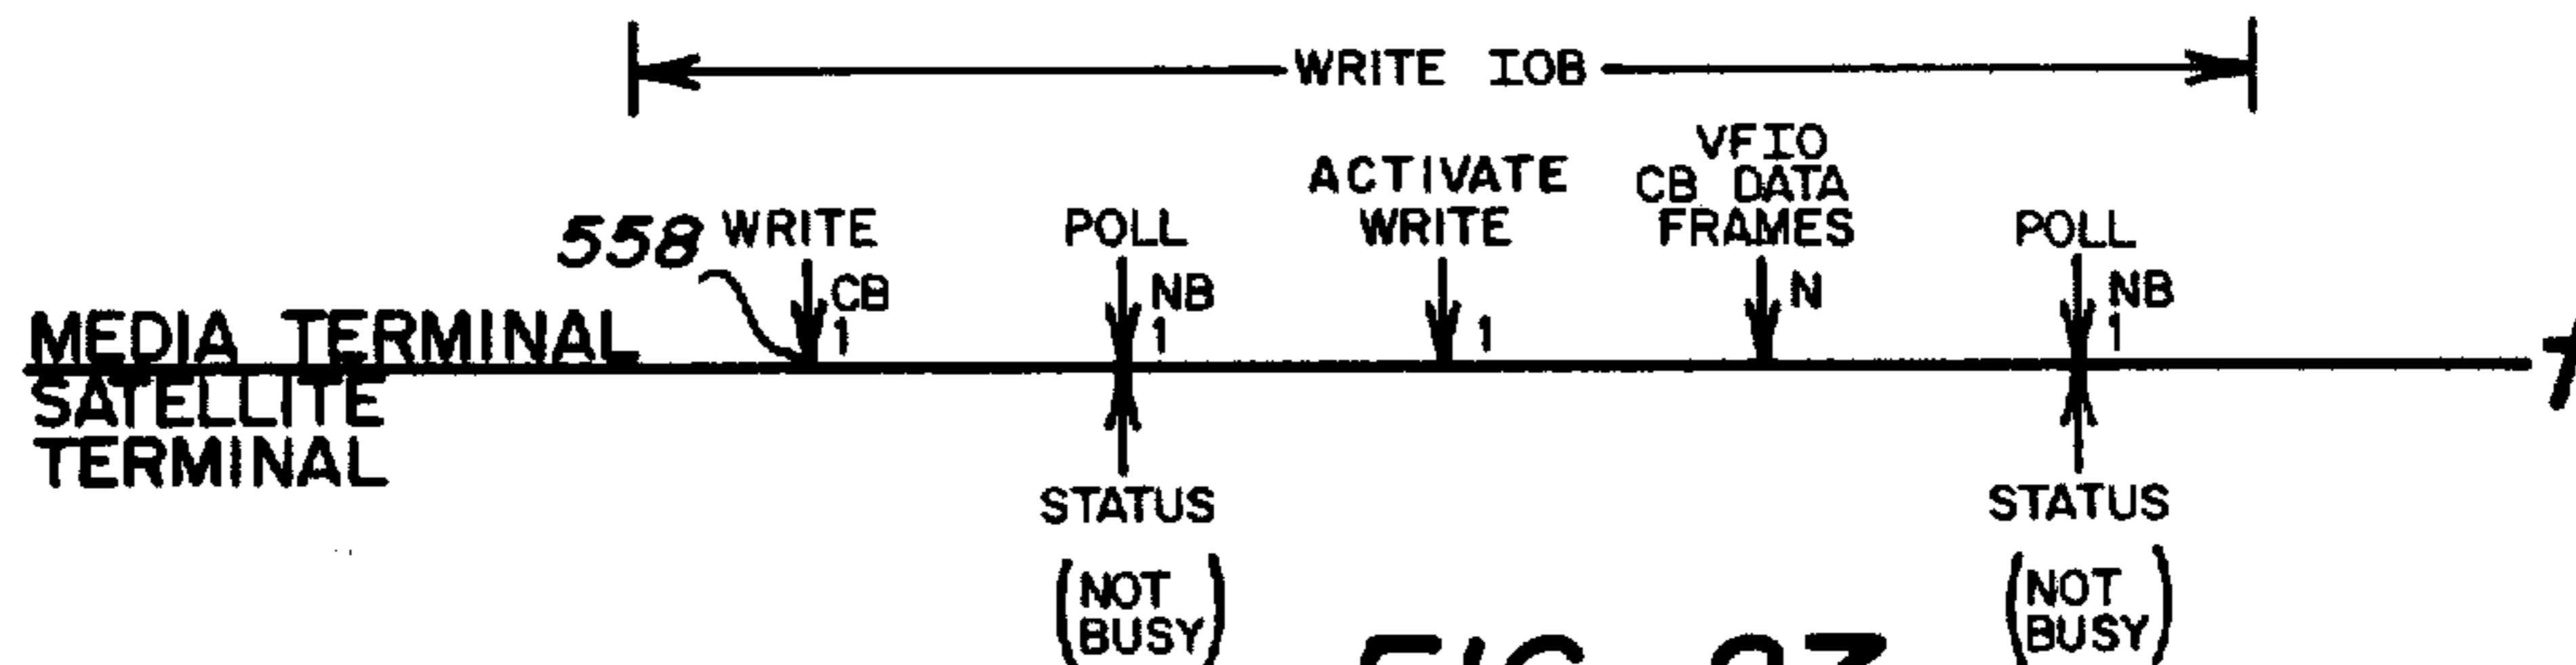 WRITE IOB
VFIO
ACTIVATE CB DATA
558 WRITE POLL WRITE FRAMES POLL
CB NB N NB
1 1 1 1
MEDIA TERMINAL
SATELLITE
TERMINAL
STATUS STATUS
(NOT (NOT
BUSY) BUSY)